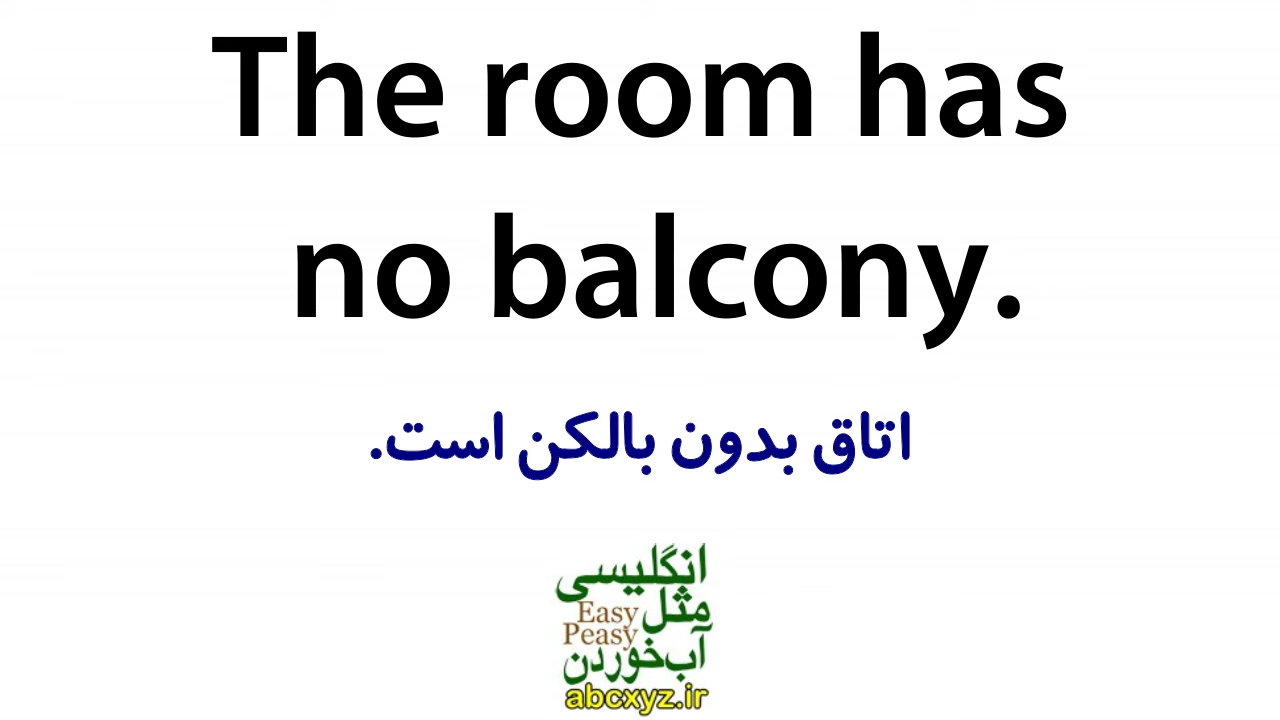 The room has
no balcony.
اتاق بدون بالکن است.
انگلیسی
مثل
Easy
Peasy
آب‌خوردن
abcxyz.ir